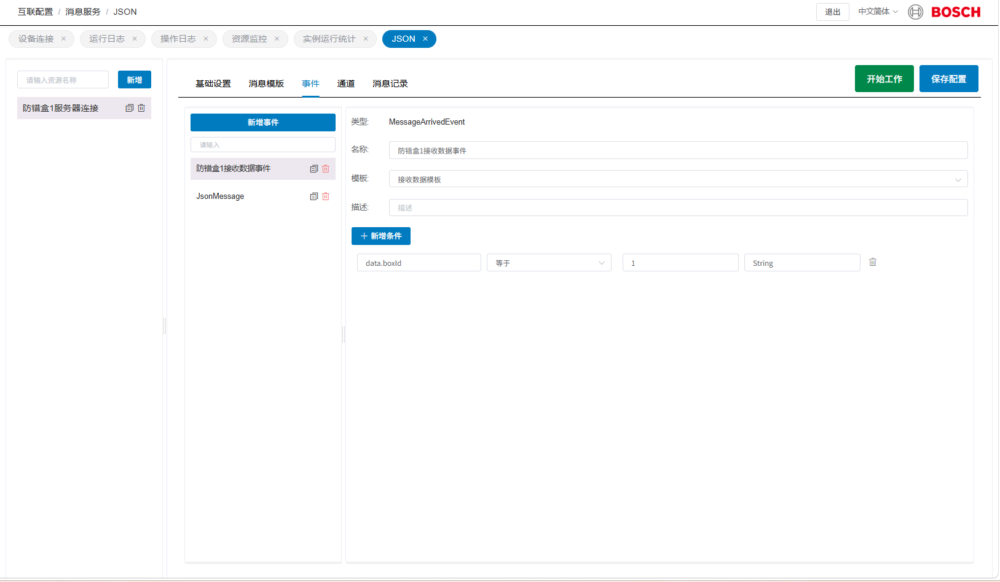 互联配置 / 消息服务 / JSON
退出
中文简体
BOSCH
设备连接 ×
运行日志 ×
操作日志 ×
资源监控 ×
实例运行统计 ×
JSON ×
请输入资源名称
新增
防错盒1服务器连接
基础设置
消息模版
事件
通道
消息记录
开始工作
保存配置
新增事件
请输入
防错盒1接收数据事件
JsonMessage
类型:
MessageArrivedEvent
名称:
防错盒1接收数据事件
模板:
接收数据模板
描述:
描述
+ 新增条件
data.boxId
等于
1
String